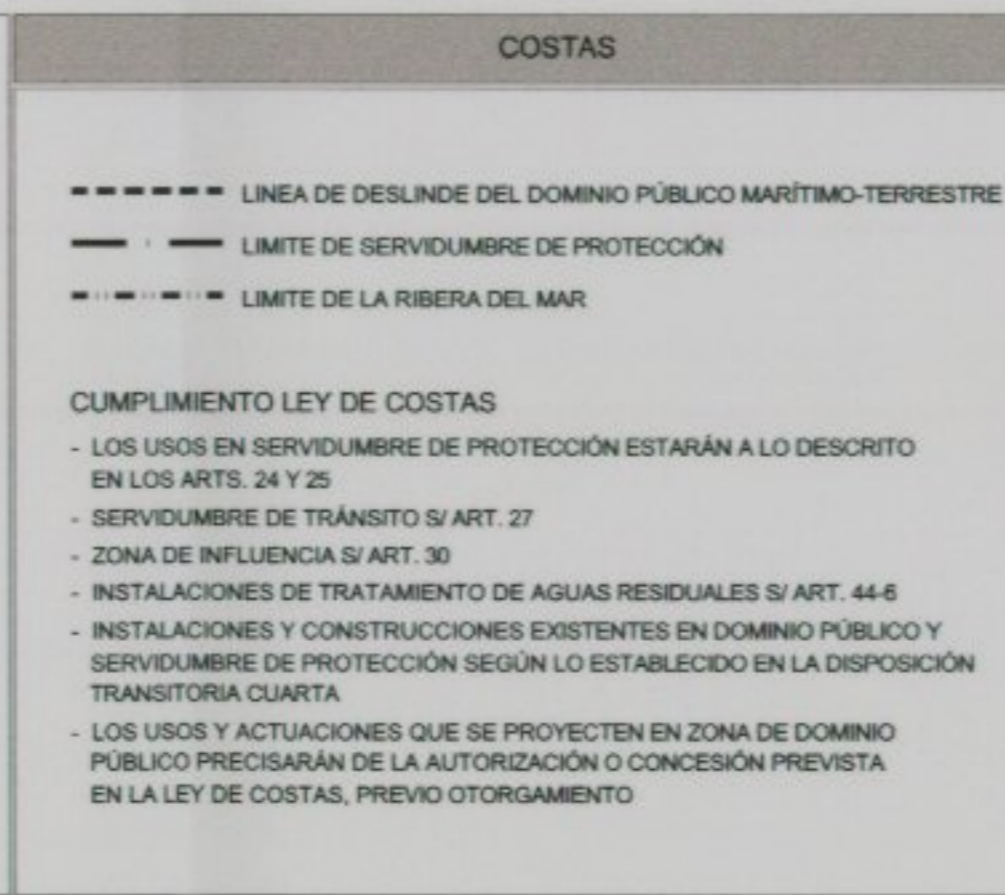 COSTAS
LINEA DE DESLINDE DEL DOMINIO PÚBLICO MARÍTIMO-TERRESTRE
LIMITE DE SERVIDUMBRE DE PROTECCIÓN
LIMITE DE LA RIBERA DEL MAR
CUMPLIMIENTO LEY DE COSTAS
- LOS USOS EN SERVIDUMBRE DE PROTECCIÓN ESTARÁN A LO DESCRITO
EN LOS ARTS. 24 Y 25
- SERVIDUMBRE DE TRÁNSITO S/ ART. 27
- ZONA DE INFLUENCIA S/ ART. 30
- INSTALACIONES DE TRATAMIENTO DE AGUAS RESIDUALES S/ ART. 44-6
- INSTALACIONES Y CONSTRUCCIONES EXISTENTES EN DOMINIO PÚBLICO Y
SERVIDUMBRE DE PROTECCIÓN SEGÚN LO ESTABLECIDO EN LA DISPOSICIÓN
TRANSITORIA CUARTA
- LOS USOS Y ACTUACIONES QUE SE PROYECTEN EN ZONA DE DOMINIO
PÚBLICO PRECISARÁN DE LA AUTORIZACIÓN O CONCESIÓN PREVISTA
EN LA LEY DE COSTAS, PREVIO OTORGAMIENTO